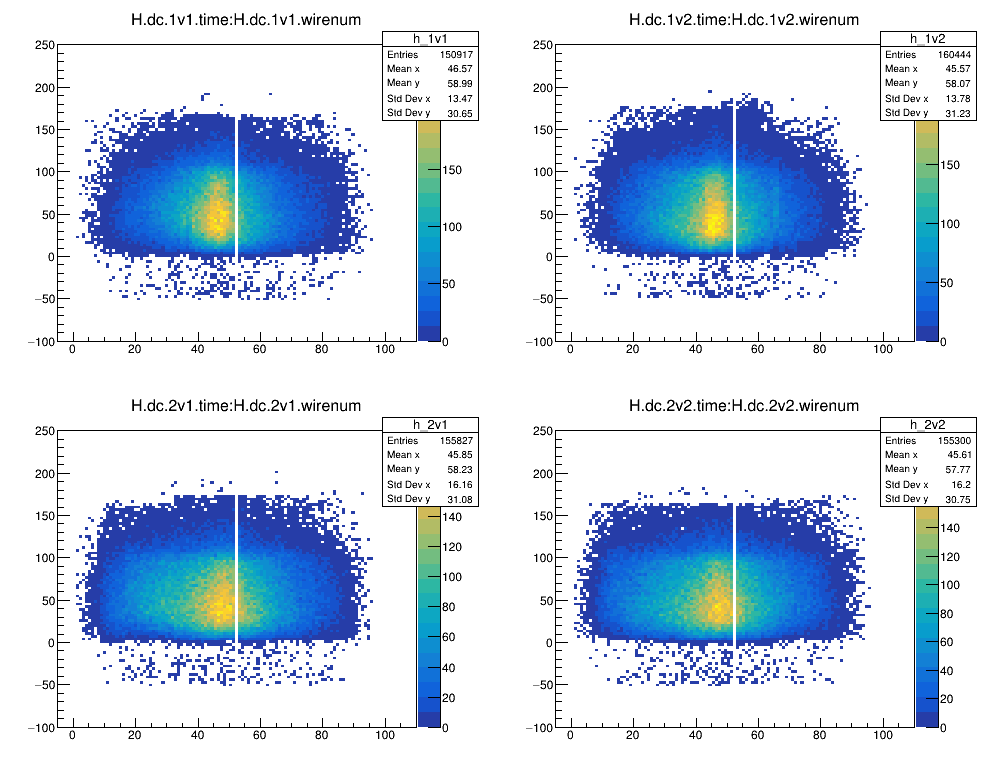 H.dc.1v1.time:H.dc.1v1.wirenum
h_1v1
Entries 150917
Mean x 46.57
Mean y 58.99
Std Dev x 13.47
Std Dev y 30.65
250
200
150
100
50
0
−50
−100
0 20 40 60 80 100
150
100
50
0
H.dc.1v2.time:H.dc.1v2.wirenum
h_1v2
Entries 160444
Mean x 45.57
Mean y 58.07
Std Dev x 13.78
Std Dev y 31.23
250
200
150
100
50
0
−50
−100
0 20 40 60 80 100
150
100
50
0
H.dc.2v1.time:H.dc.2v1.wirenum
h_2v1
Entries 155827
Mean x 45.85
Mean y 58.23
Std Dev x 16.16
Std Dev y 31.08
250
200
150
100
50
0
−50
−100
0 20 40 60 80 100
140
120
100
80
60
40
20
0
H.dc.2v2.time:H.dc.2v2.wirenum
h_2v2
Entries 155300
Mean x 45.61
Mean y 57.77
Std Dev x 16.2
Std Dev y 30.75
250
200
150
100
50
0
−50
−100
0 20 40 60 80 100
140
120
100
80
60
40
20
0